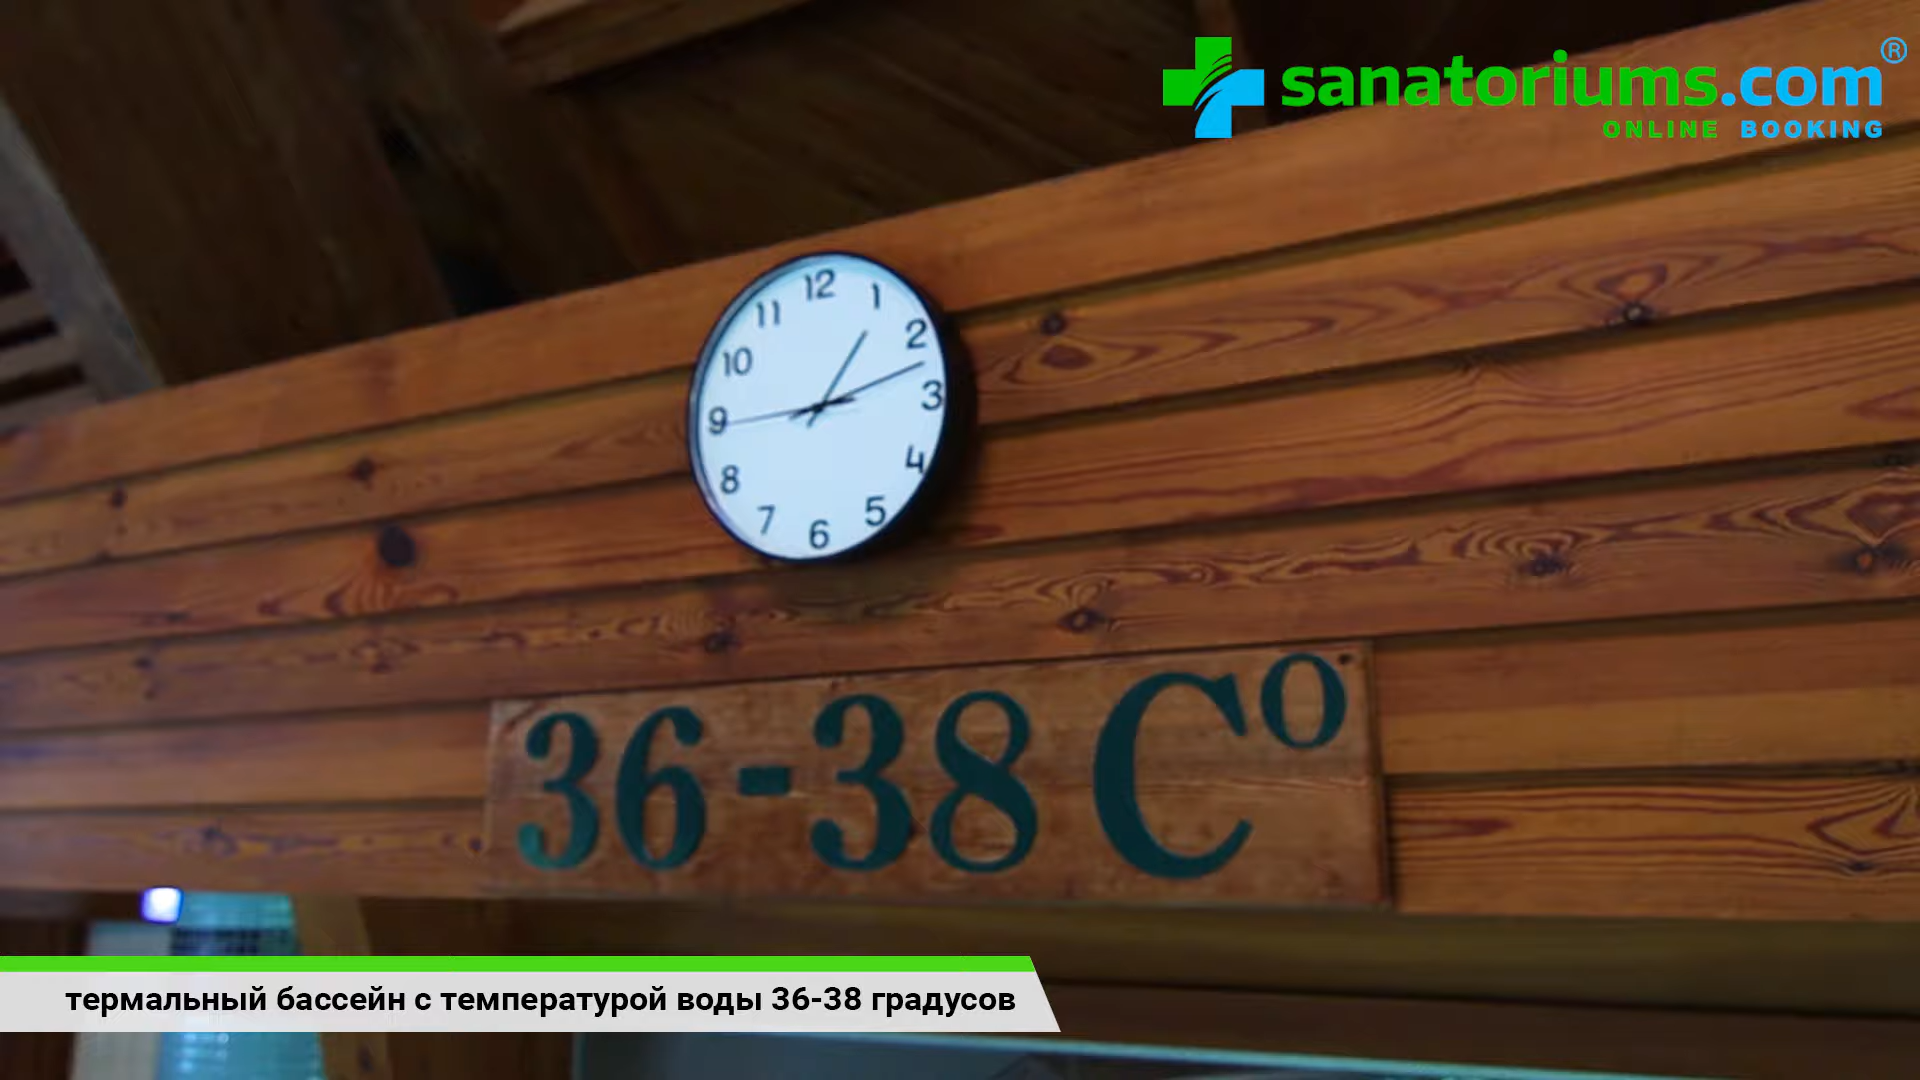 sanatoriums.com®
ONLINE BOOKING
12
11 1
10 2
9 3
8 4
7 5
6
36-38 Cº
термальный бассейн с температурой воды 36-38 градусов